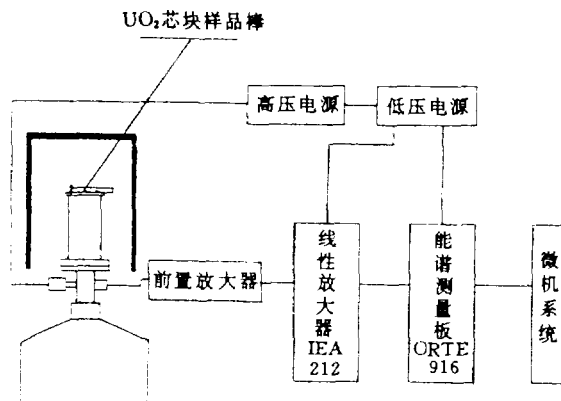 UO₂芯块样品棒
高压电源
低压电源
前置放大器
线性放大器
IEA
212
能谱测量板
ORTE
916
微机系统